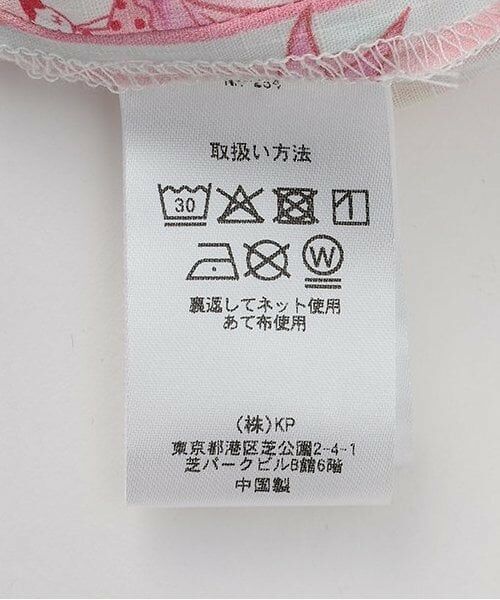 取扱い方法
30
W
裏返してネット使用
あて布使用
(株)KP
東京都港区芝公園2-4-1
芝パークビルB館6階
中国製